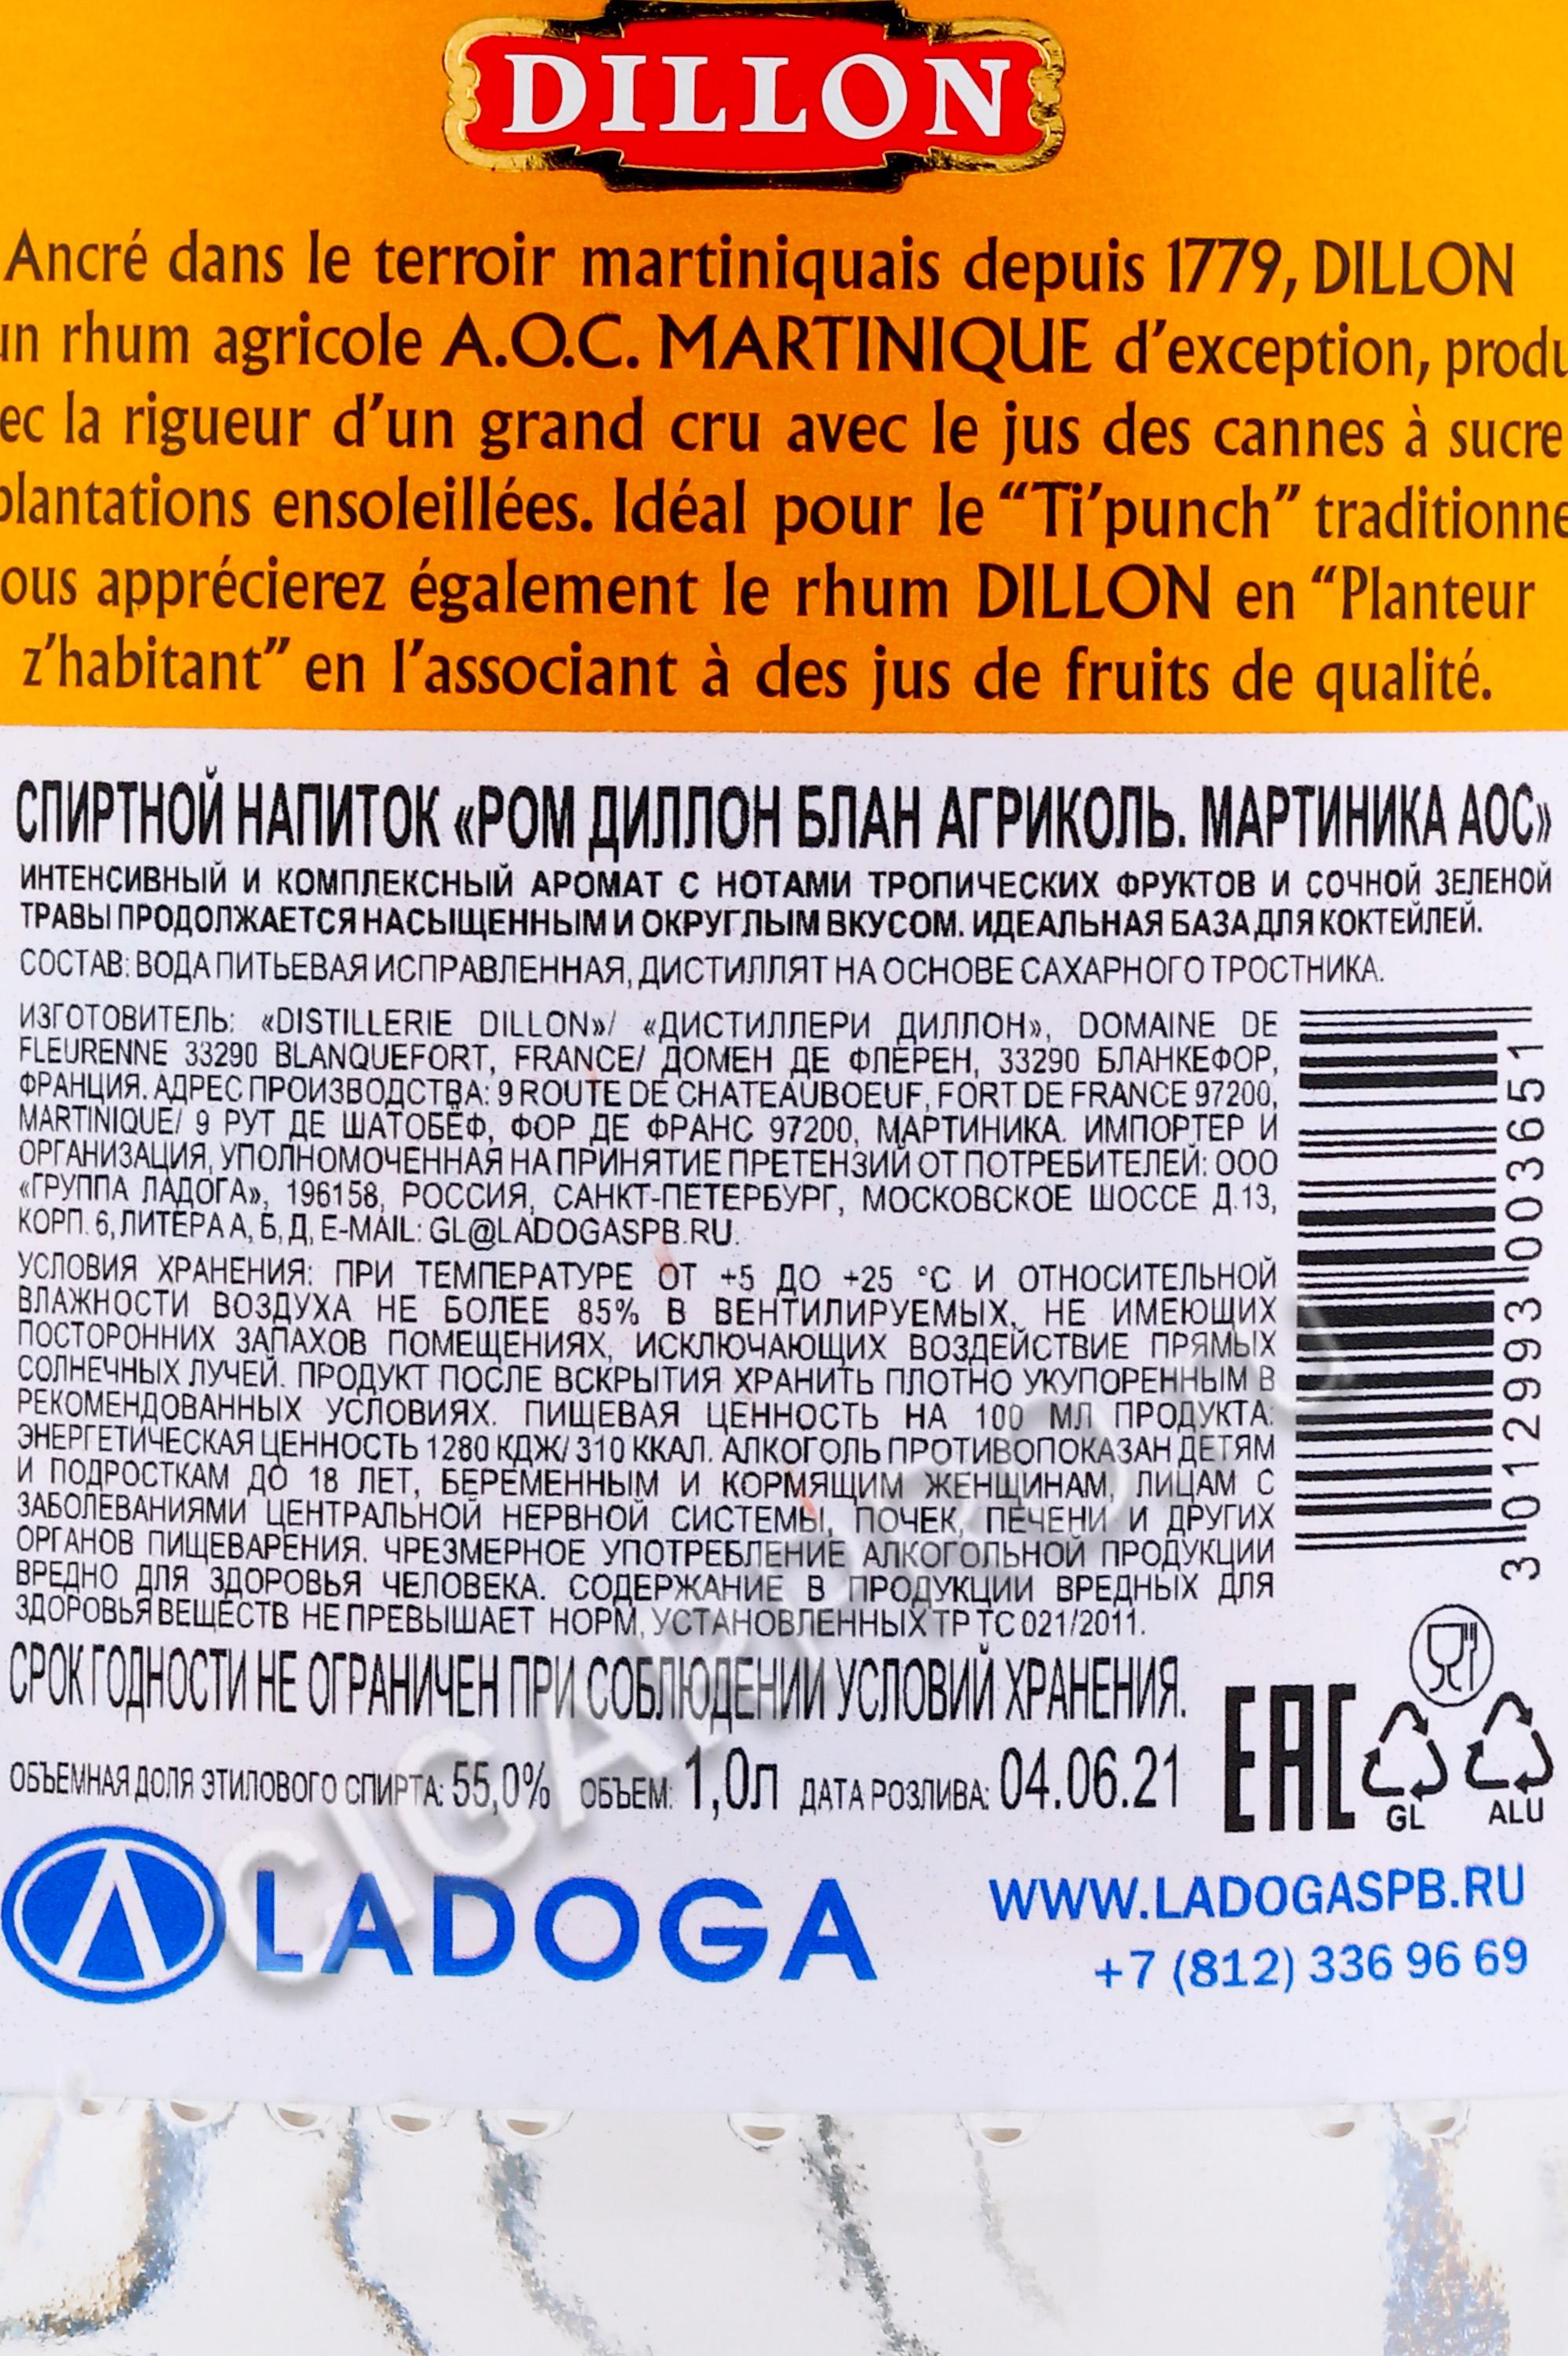 DILLON
Ancré dans le terroir martiniquais depuis 1779, DILLON
un rhum agricole A.O.C. MARTINIQUE d'exception, produ
ec la rigueur d'un grand cru avec le jus des cannes à sucre
plantations ensoleillées. Idéal pour le "Ti'punch" traditionne
ous apprécierez également le rhum DILLON en "Planteur
z'habitant" en l'associant à des jus de fruits de qualité.
СПИРТНОЙ НАПИТОК «РОМ ДИЛЛОН БЛАН АГРИКОЛЬ. МАРТИНИКА АОС»
ИНТЕНСИВНЫЙ И КОМПЛЕКСНЫЙ АРОМАТ С НОТАМИ ТРОПИЧЕСКИХ ФРУКТОВ И СОЧНОЙ ЗЕЛЕНОЙ
ТРАВЫ ПРОДОЛЖАЕТСЯ НАСЫЩЕННЫМ И ОКРУГЛЫМ ВКУСОМ. ИДЕАЛЬНАЯ БАЗА ДЛЯ КОКТЕЙЛЕЙ.
СОСТАВ: ВОДА ПИТЬЕВАЯ ИСПРАВЛЕННАЯ, ДИСТИЛЛЯТ НА ОСНОВЕ САХАРНОГО ТРОСТНИКА.
ИЗГОТОВИТЕЛЬ: «DISTILLERIE DILLON»/ «ДИСТИЛЛЕРИ ДИЛЛОН», DOMAINE DE
FLEURENNE 33290 BLANQUEFORT, FRANCE/ ДОМЕН ДЕ ФЛЁРЕН, 33290 БЛАНКЕФОР,
ФРАНЦИЯ. АДРЕС ПРОИЗВОДСТВА: 9 ROUTE DE CHATEAUBOEUF, FORT DE FRANCE 97200,
MARTINIQUE/ 9 РУТ ДЕ ШАТОБЁФ, ФОР ДЕ ФРАНС 97200, МАРТИНИКА. ИМПОРТЕР И
ОРГАНИЗАЦИЯ, УПОЛНОМОЧЕННАЯ НА ПРИНЯТИЕ ПРЕТЕНЗИЙ ОТ ПОТРЕБИТЕЛЕЙ: ООО
«ГРУППА ЛАДОГА», 196158, РОССИЯ, САНКТ-ПЕТЕРБУРГ, МОСКОВСКОЕ ШОССЕ Д.13,
КОРП. 6, ЛИТЕРА А, Б, Д, E-MAIL: GL@LADOGASPB.RU.
УСЛОВИЯ ХРАНЕНИЯ: ПРИ ТЕМПЕРАТУРЕ ОТ +5 ДО +25 °С И ОТНОСИТЕЛЬНОЙ
ВЛАЖНОСТИ ВОЗДУХА НЕ БОЛЕЕ 85% В ВЕНТИЛИРУЕМЫХ, НЕ ИМЕЮЩИХ
ПОСТОРОННИХ ЗАПАХОВ ПОМЕЩЕНИЯХ, ИСКЛЮЧАЮЩИХ ВОЗДЕЙСТВИЕ ПРЯМЫХ
СОЛНЕЧНЫХ ЛУЧЕЙ. ПРОДУКТ ПОСЛЕ ВСКРЫТИЯ ХРАНИТЬ ПЛОТНО УКУПОРЕННЫМ В
РЕКОМЕНДОВАННЫХ УСЛОВИЯХ. ПИЩЕВАЯ ЦЕННОСТЬ НА 100 МЛ ПРОДУКТА:
ЭНЕРГЕТИЧЕСКАЯ ЦЕННОСТЬ 1280 КДЖ/ 310 ККАЛ. АЛКОГОЛЬ ПРОТИВОПОКАЗАН ДЕТЯМ
И ПОДРОСТКАМ ДО 18 ЛЕТ, БЕРЕМЕННЫМ И КОРМЯЩИМ ЖЕНЩИНАМ, ЛИЦАМ С
ЗАБОЛЕВАНИЯМИ ЦЕНТРАЛЬНОЙ НЕРВНОЙ СИСТЕМЫ, ПОЧЕК, ПЕЧЕНИ И ДРУГИХ
ОРГАНОВ ПИЩЕВАРЕНИЯ. ЧРЕЗМЕРНОЕ УПОТРЕБЛЕНИЕ АЛКОГОЛЬНОЙ ПРОДУКЦИИ
ВРЕДНО ДЛЯ ЗДОРОВЬЯ ЧЕЛОВЕКА. СОДЕРЖАНИЕ В ПРОДУКЦИИ ВРЕДНЫХ ДЛЯ
ЗДОРОВЬЯ ВЕЩЕСТВ НЕ ПРЕВЫШАЕТ НОРМ, УСТАНОВЛЕННЫХ ТР ТС 021/2011.
3 012993 003651
СРОК ГОДНОСТИ НЕ ОГРАНИЧЕН ПРИ СОБЛЮДЕНИИ УСЛОВИЙ ХРАНЕНИЯ.
ОБЪЕМНАЯ ДОЛЯ ЭТИЛОВОГО СПИРТА: 55,0% ОБЪЕМ: 1,0Л ДАТА РОЗЛИВА: 04.06.21
EAC GL ALU
LADOGA
WWW.LADOGASPB.RU
+7 (812) 336 96 69
CIGARPRO.RU